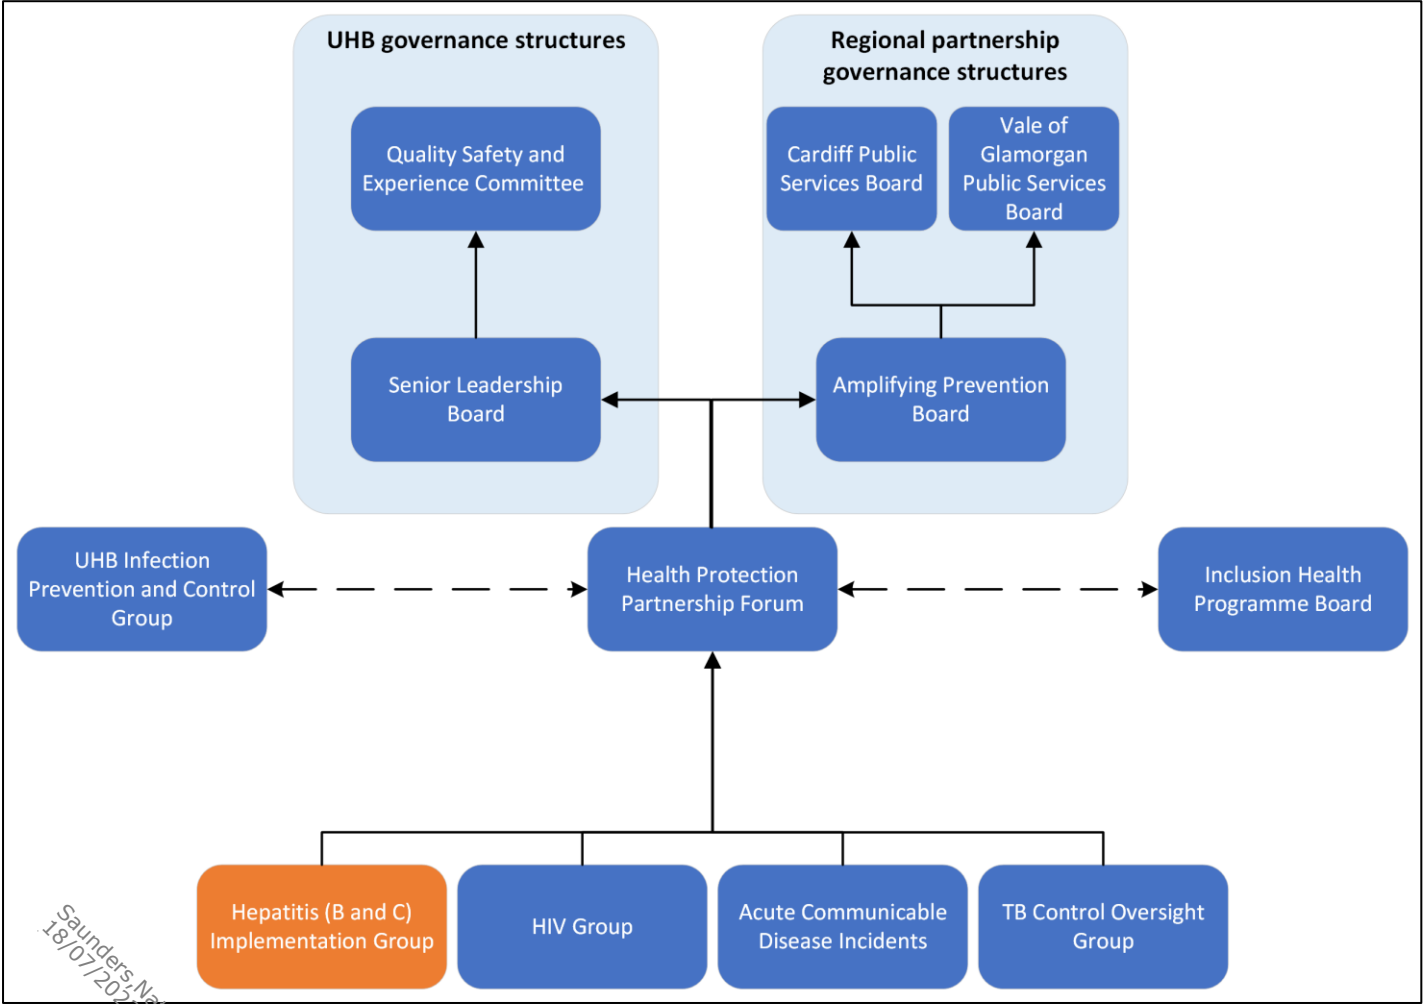 UHB governance structures
Regional partnership
governance structures
Quality Safety and
Experience Committee
Cardiff Public
Services Board
Vale of
Glamorgan
Public Services
Board
Senior Leadership
Board
Amplifying Prevention
Board
UHB Infection
Prevention and Control
Group
Health Protection
Partnership Forum
Inclusion Health
Programme Board
Hepatitis (B and C)
Implementation Group
HIV Group
Acute Communicable
Disease Incidents
TB Control Oversight
Group
Saunders,